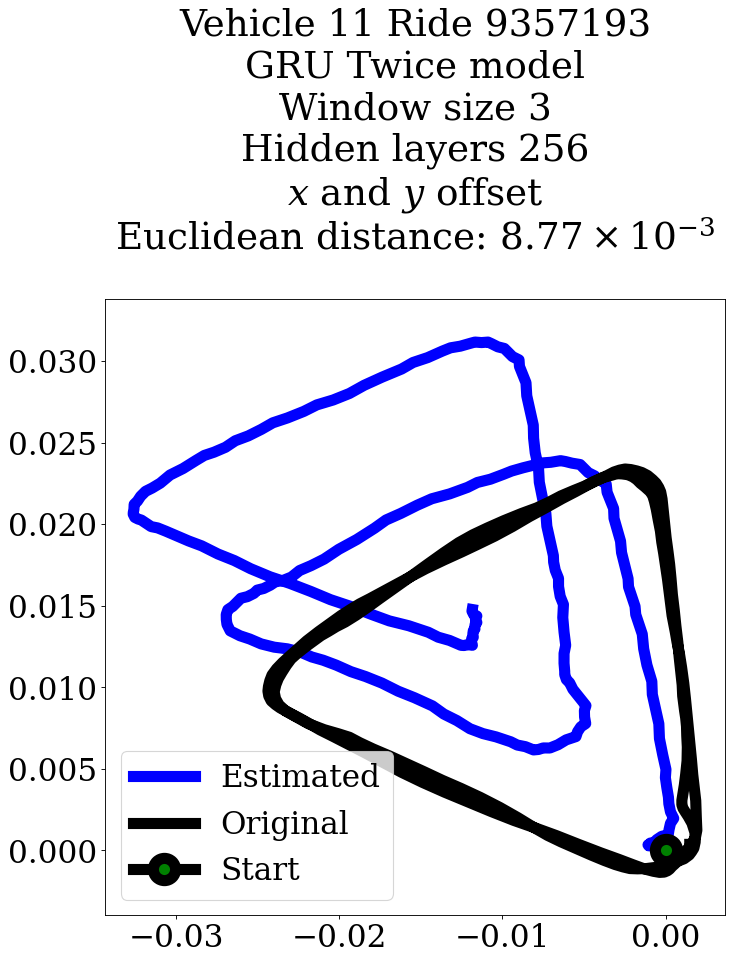 Vehicle 11 Ride 9357193
GRU Twice model
Window size 3
Hidden layers 256
x and y offset
Euclidean distance: 8.77 × 10⁻³
0.030
0.025
0.020
0.015
0.010
0.005
0.000
Estimated
Original
Start
−0.03 −0.02 −0.01 0.00